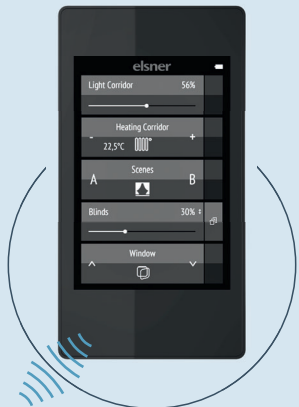 elsner
Light Corridor 56%
Heating Corridor
- 22,5°C +
Scenes
A B
Blinds 30%
Window